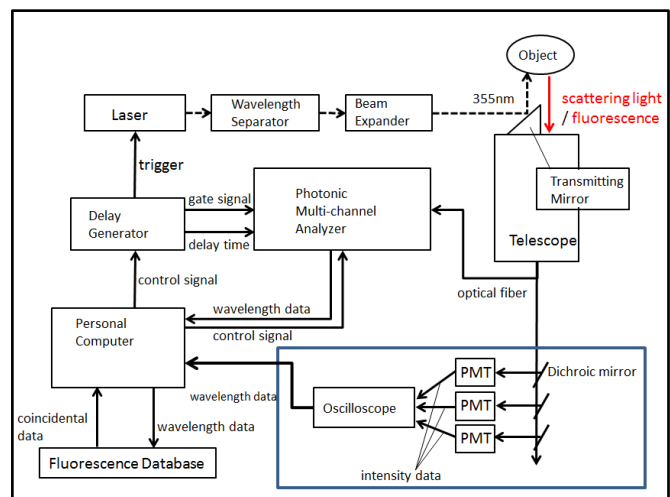 Object
355nm
scattering light
/ fluorescence
Laser
Wavelength
Separator
Beam
Expander
trigger
Transmitting
Mirror
Delay
Generator
gate signal
delay time
Photonic
Multi-channel
Analyzer
Telescope
control signal
optical fiber
Personal
Computer
wavelength data
control signal
wavelength data
Oscilloscope
PMT
PMT
PMT
Dichroic mirror
intensity data
coincidental
data
wavelength data
Fluorescence Database